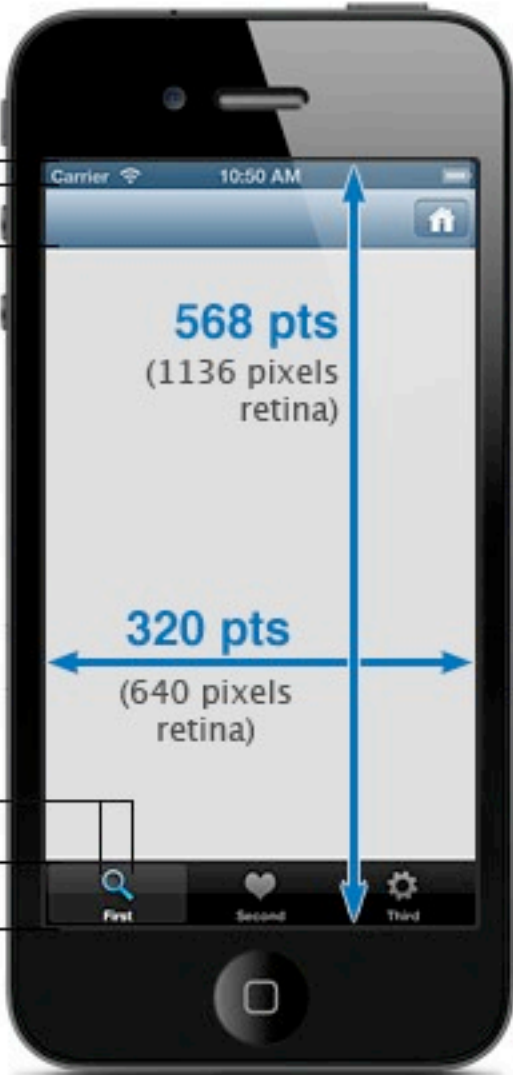 Carrier 10:50 AM
568 pts
(1136 pixels
retina)
320 pts
(640 pixels
retina)
First Second Third